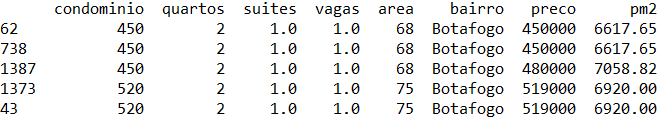 condominio quartos suites vagas area bairro preco pm2
62 450 2 1.0 1.0 68 Botafogo 450000 6617.65
738 450 2 1.0 1.0 68 Botafogo 450000 6617.65
1387 450 2 1.0 1.0 68 Botafogo 480000 7058.82
1373 520 2 1.0 1.0 75 Botafogo 519000 6920.00
43 520 2 1.0 1.0 75 Botafogo 519000 6920.00